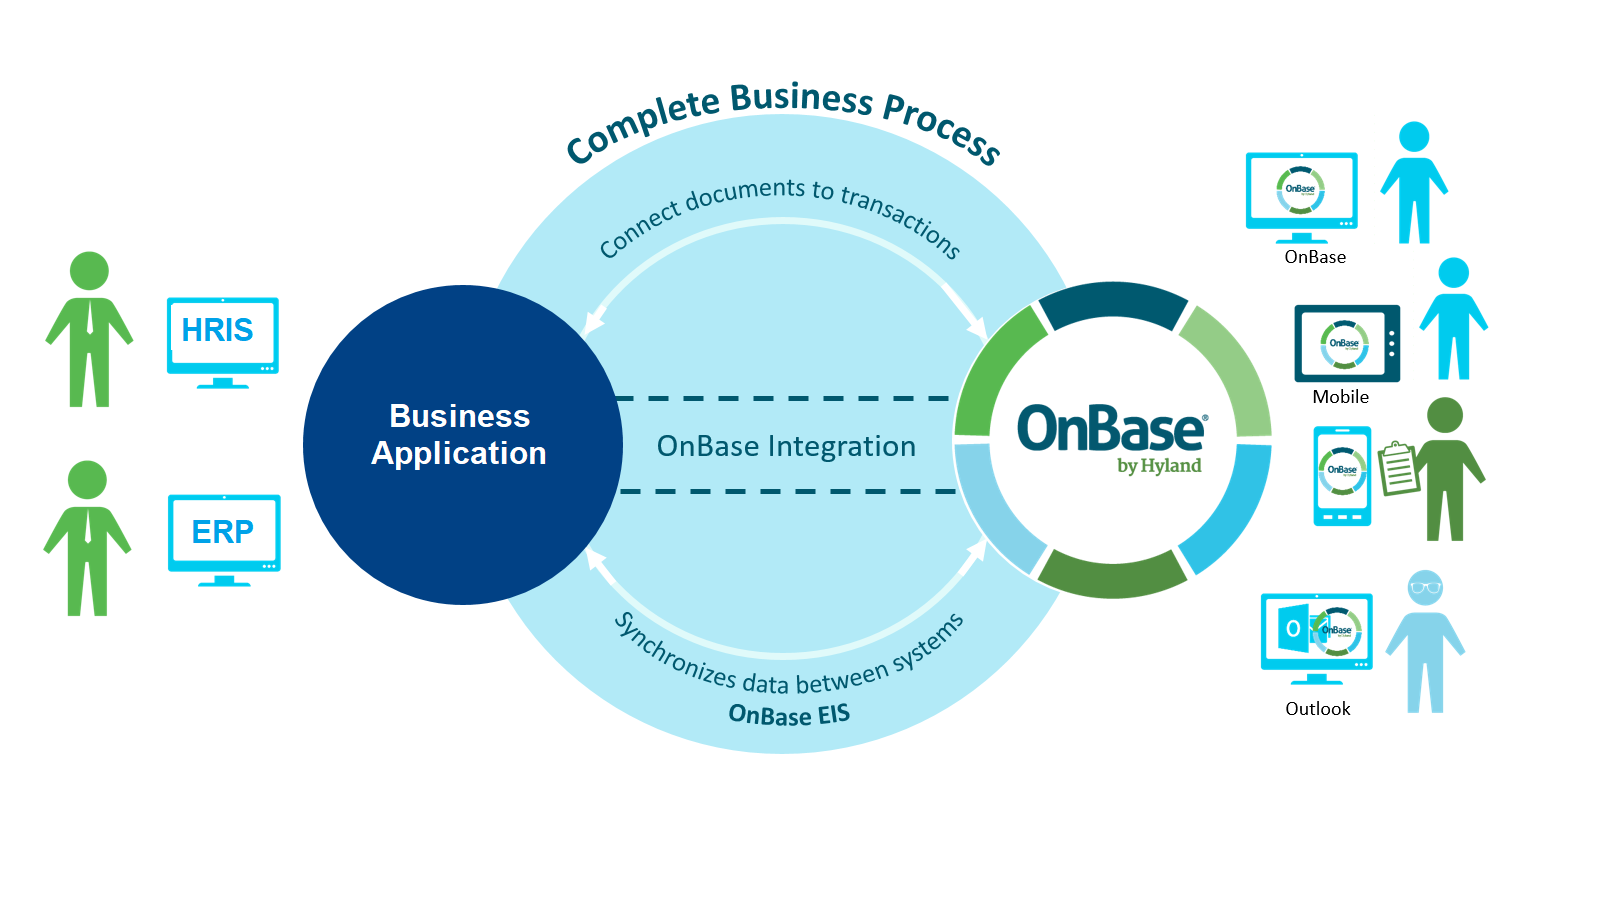 Complete Business Process
Connect documents to transactions
HRIS
ERP
Business
Application
OnBase Integration
OnBase®
by Hyland
Synchronizes data between systems
OnBase EIS
OnBase
OnBase
OnBase
Mobile
OnBase
O
OnBase
Outlook